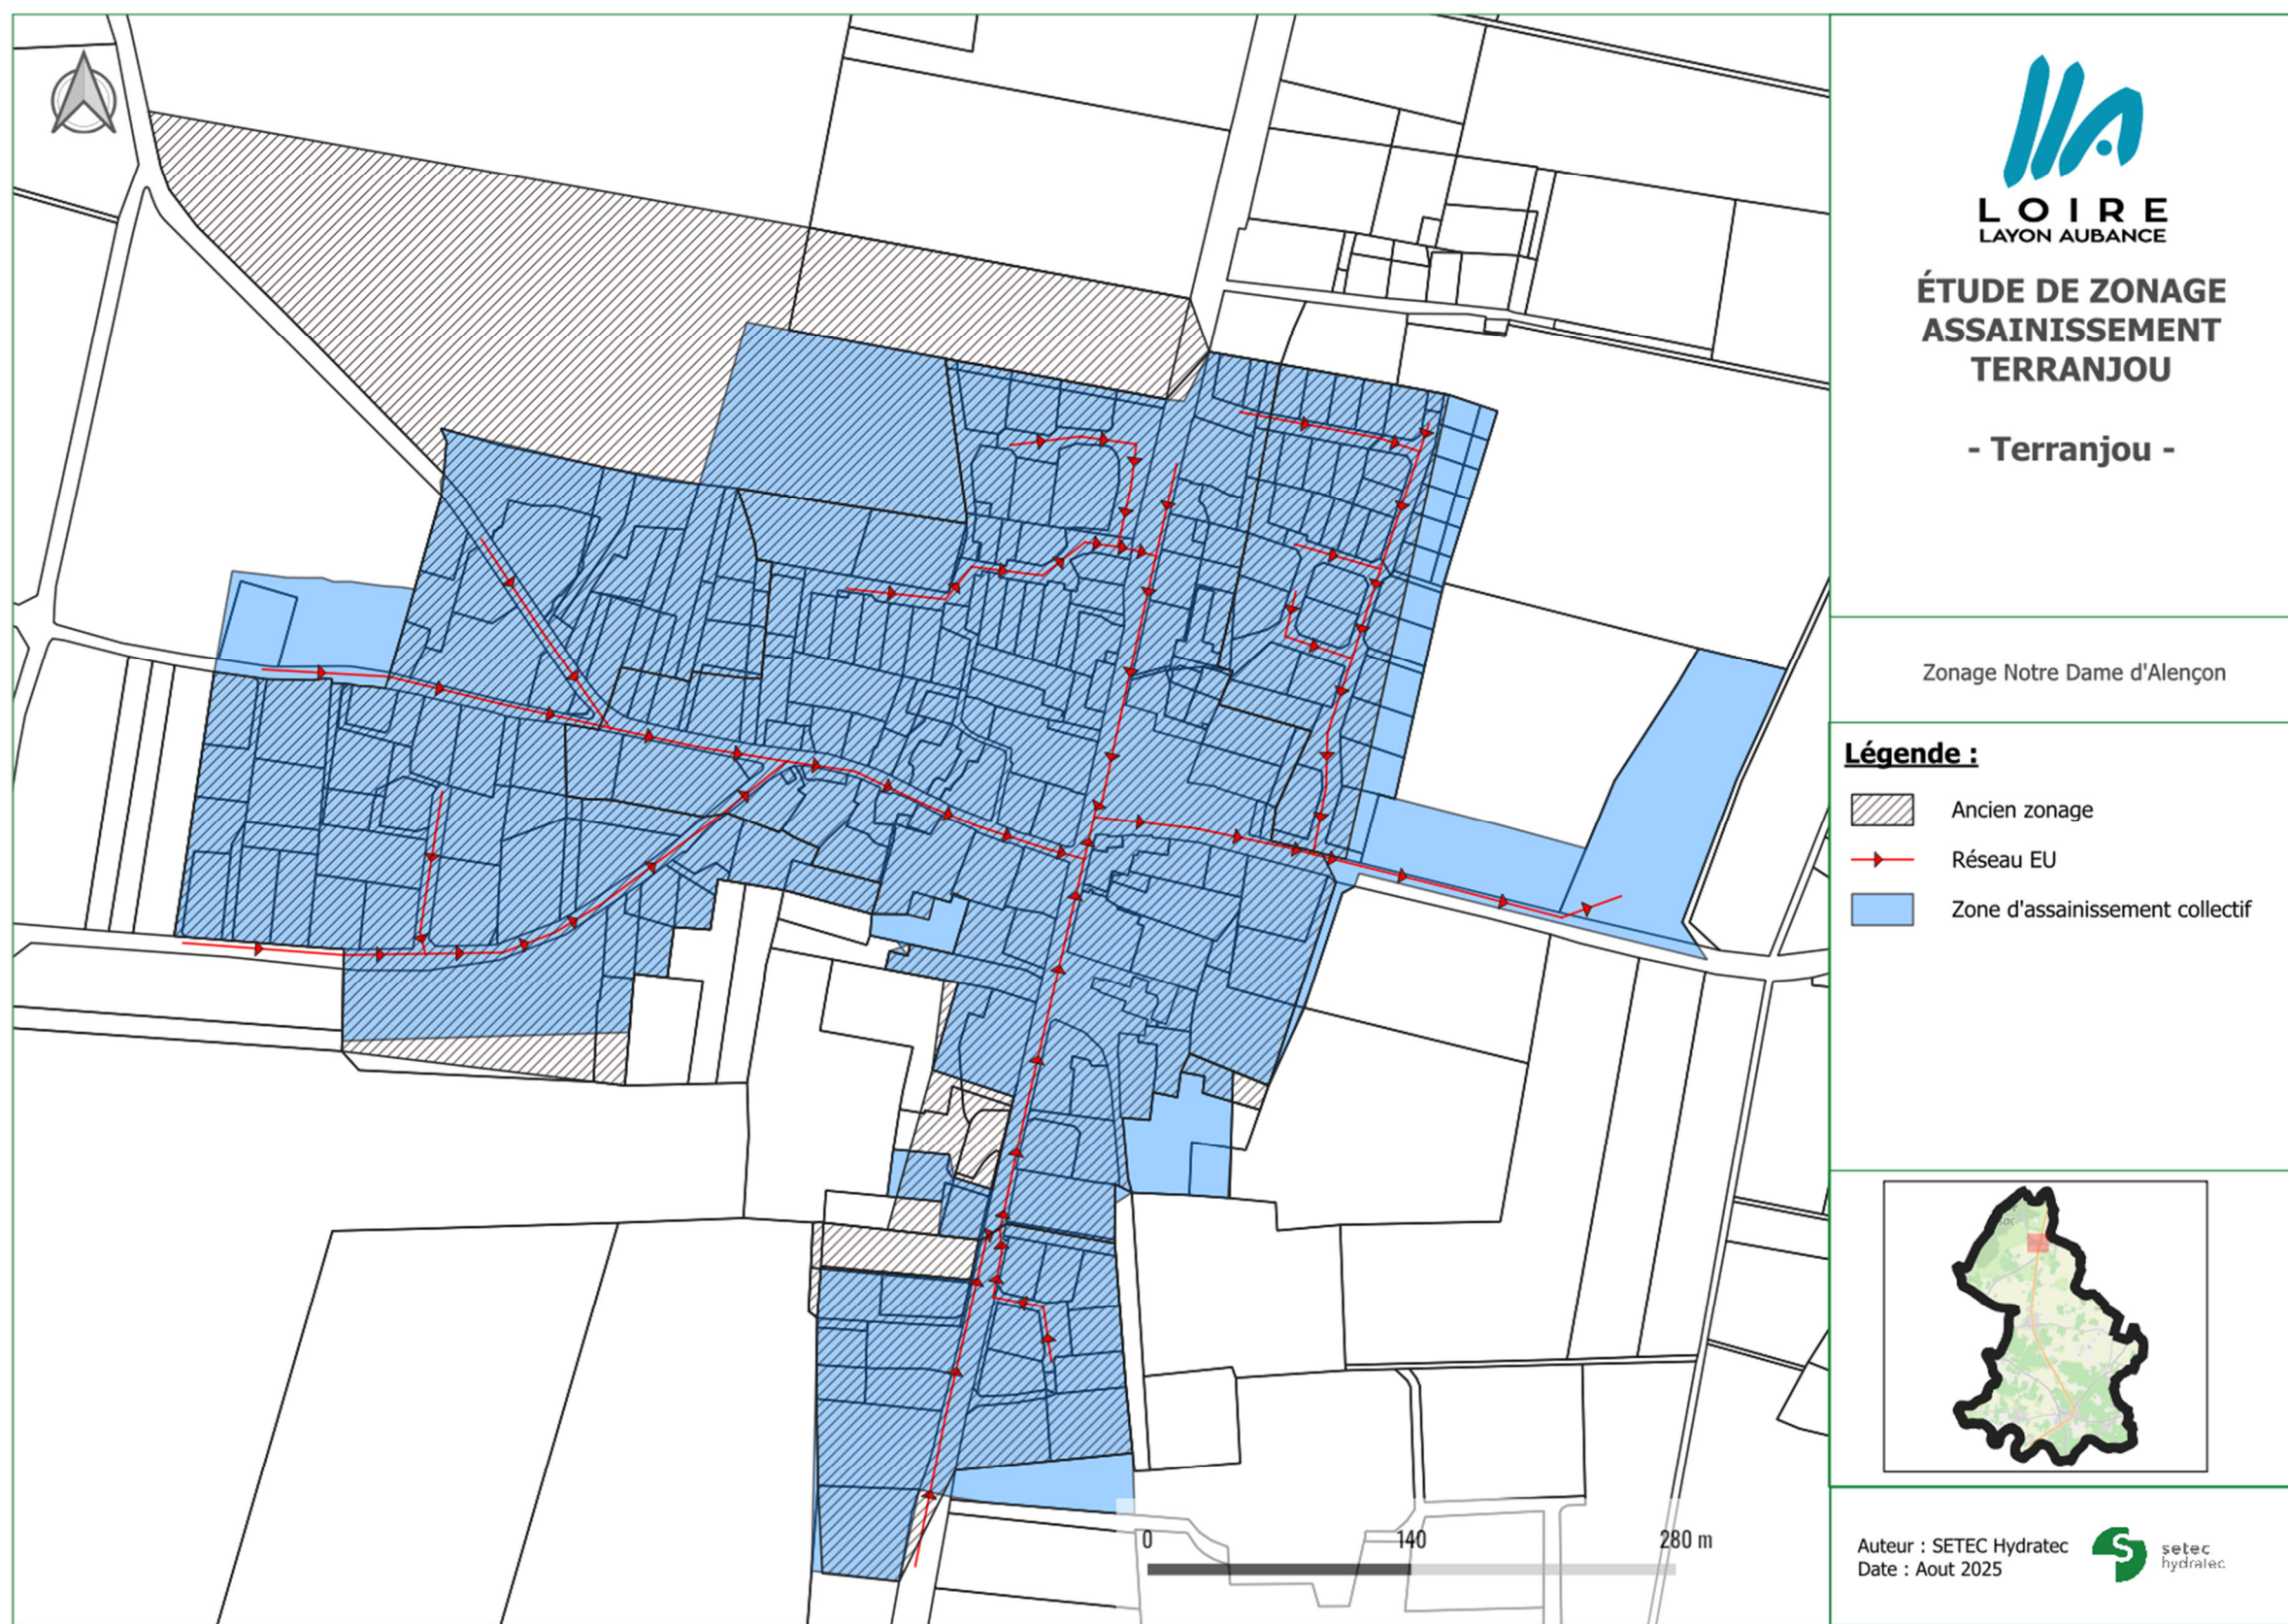 LOIRE
LAYON AUBANCE
ÉTUDE DE ZONAGE
ASSAINISSEMENT
TERRANJOU
- Terranjou -
Zonage Notre Dame d'Alençon
Légende :
Ancien zonage
Réseau EU
Zone d'assainissement collectif
0 140 280 m
Auteur : SETEC Hydratec
Date : Aout 2025
setec
hydratec